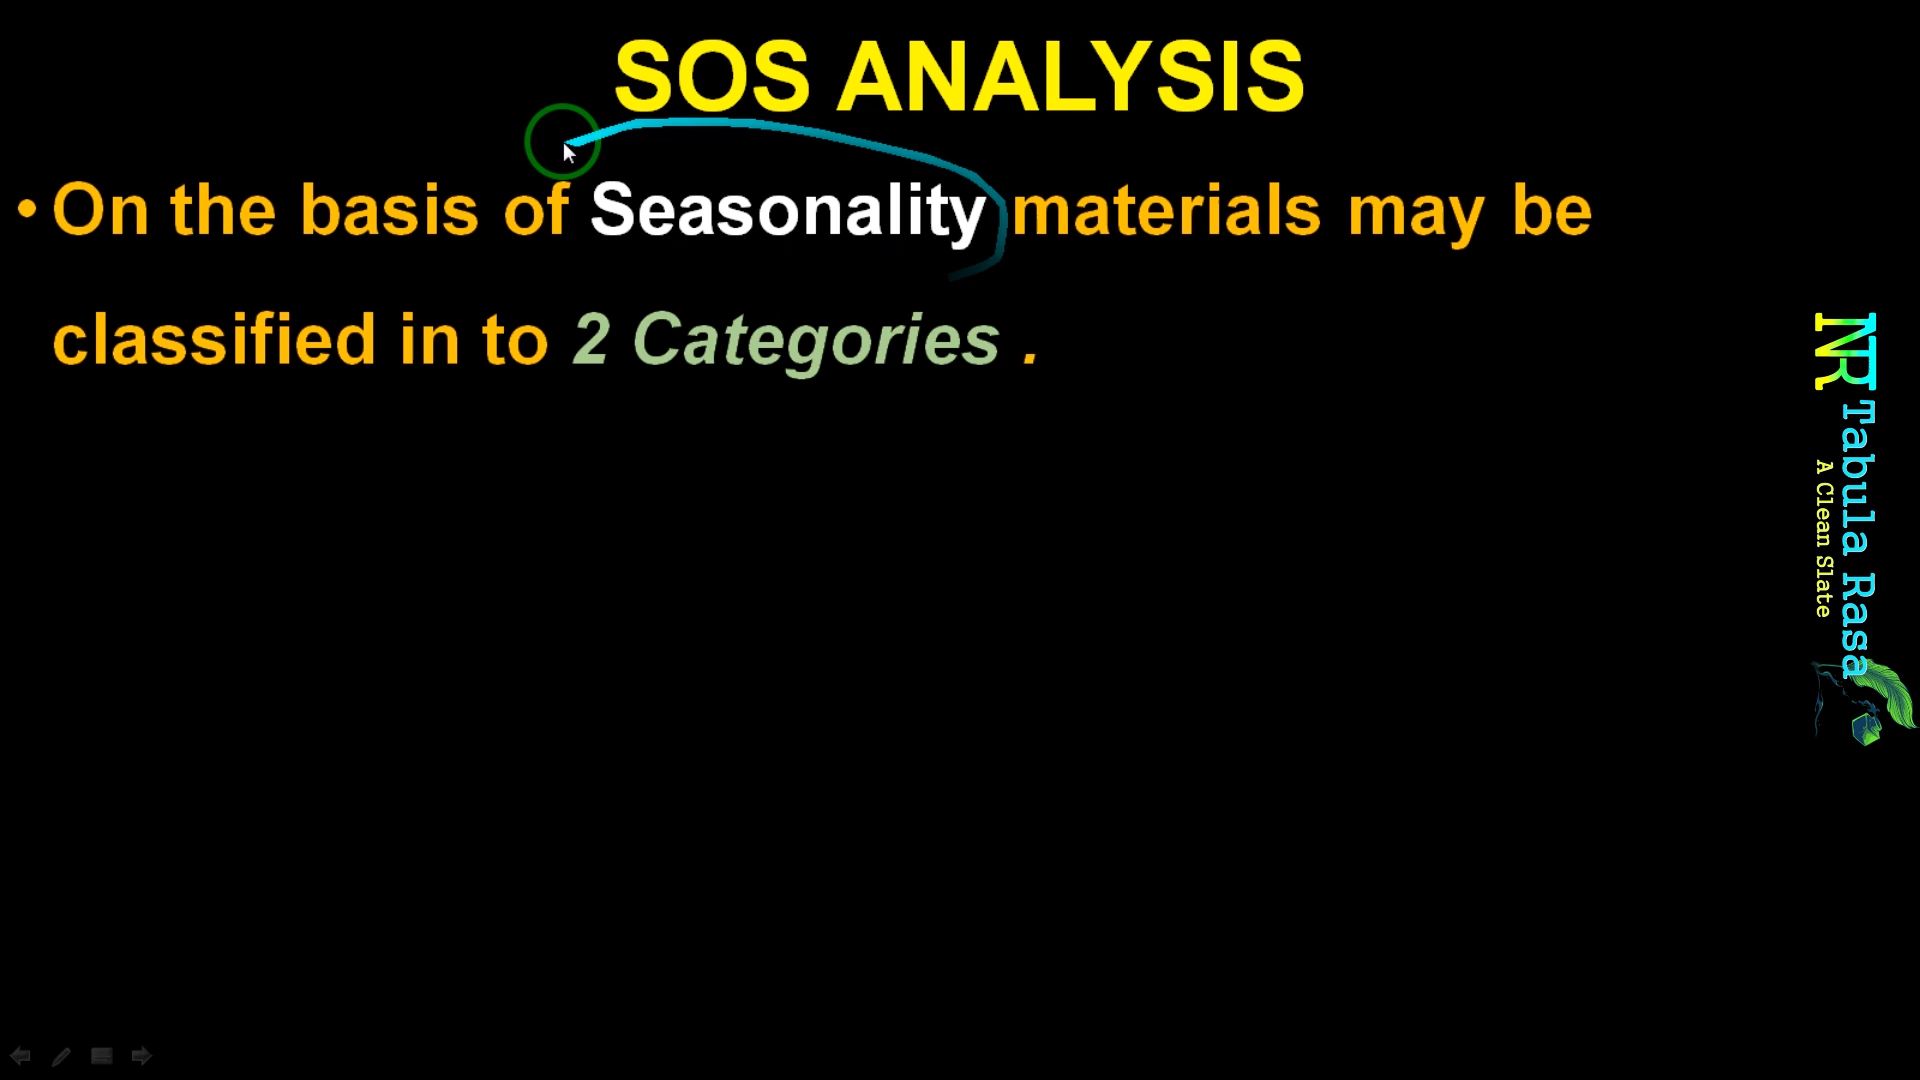 SOS ANALYSIS
• On the basis of Seasonality materials may be
classified in to 2 Categories .
NTR
Tabula Rasa
A Clean Slate